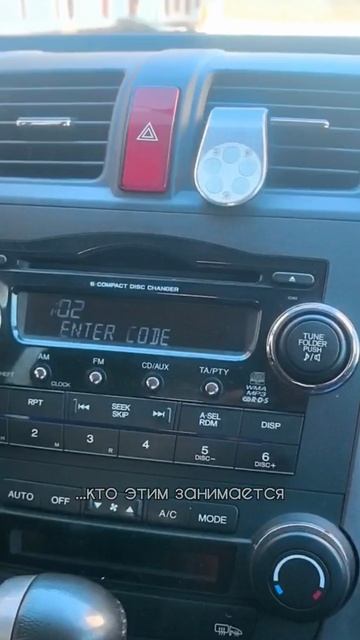 6 COMPACT DISC CHANGER
02
ENTER CODE
TUNE
FOLDER
PUSH
AM
FM
CD/AUX
TA/PTY
CLOCK
WMA
MP3
R·D·S
RPT
SEEK
SKIP
A-SEL
RDM
DISP
2 M
3 R
4
5
DISC−
6
DISC+
...кто этим занимается
AUTO
OFF
A/C
MODE